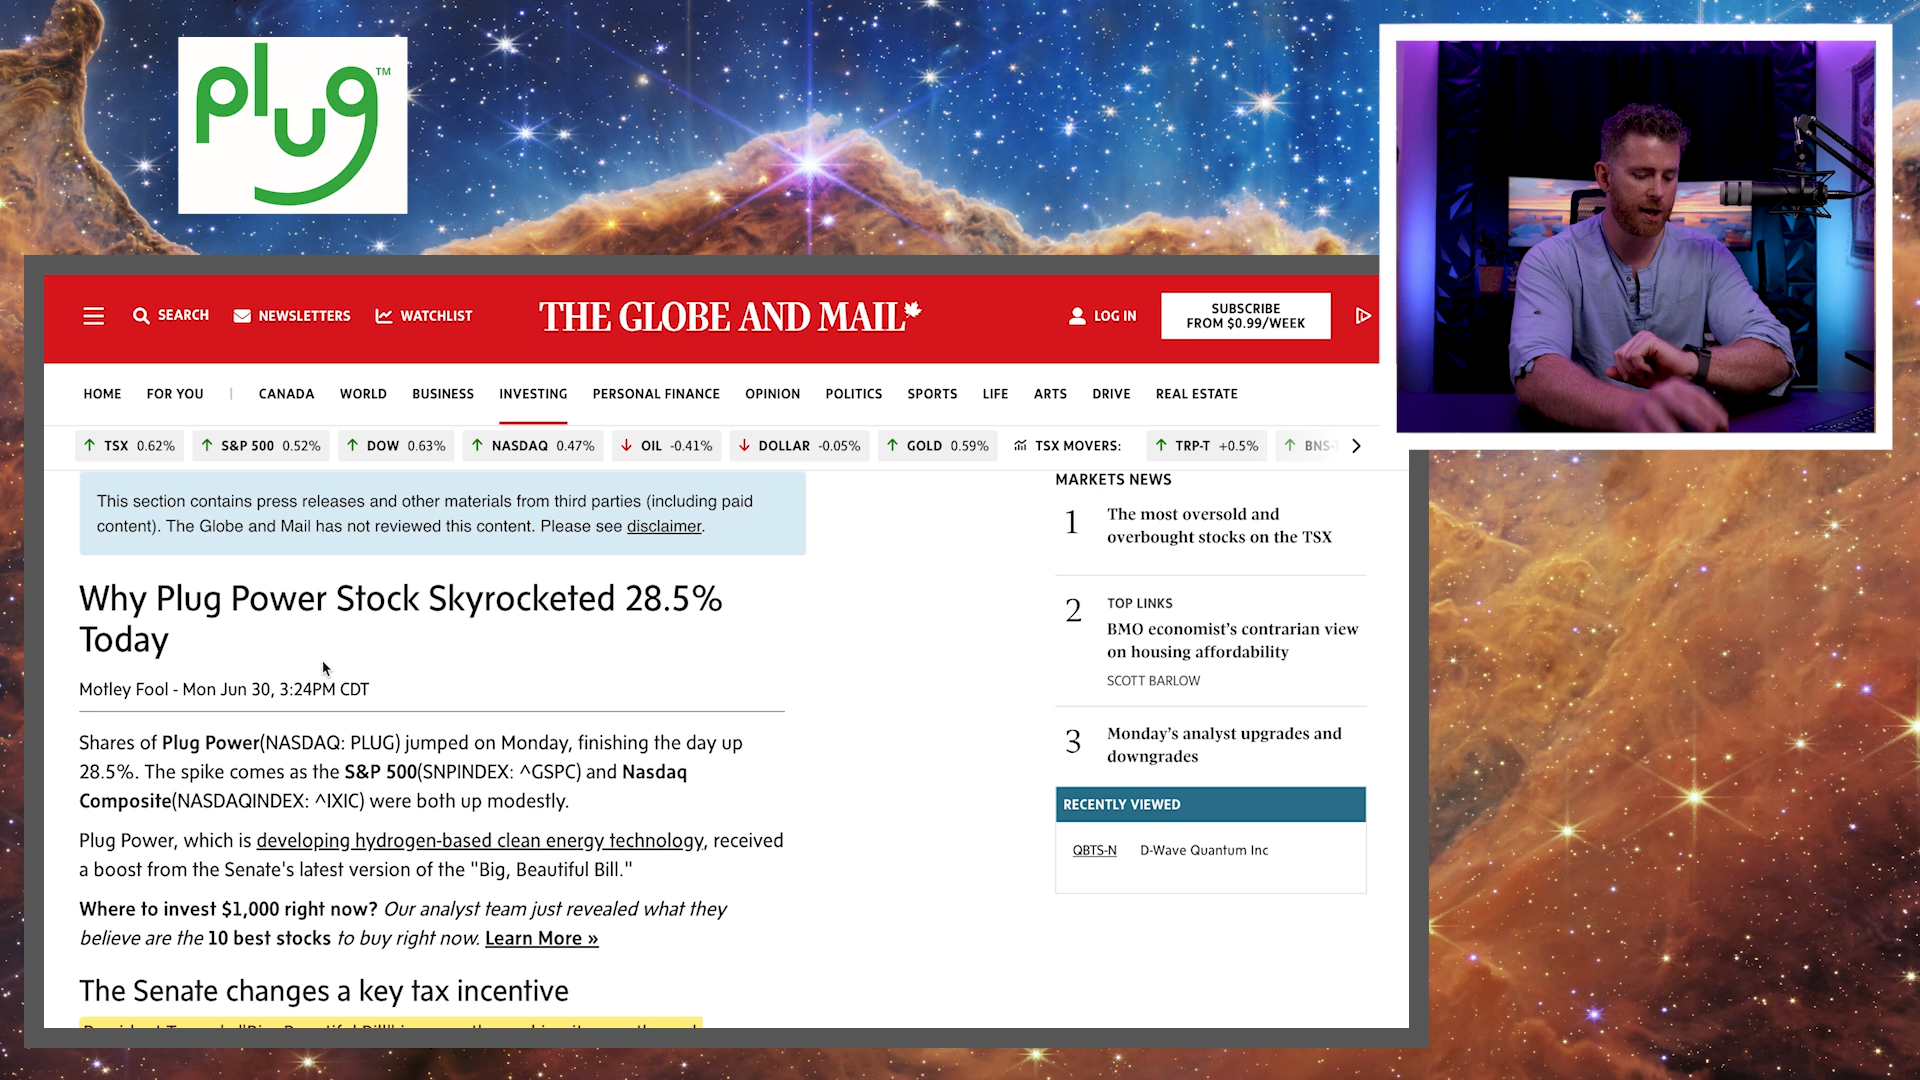 plug™
SEARCH
NEWSLETTERS
WATCHLIST
THE GLOBE AND MAIL
LOG IN
SUBSCRIBE
FROM $0.99/WEEK
HOME
FOR YOU
|
CANADA
WORLD
BUSINESS
INVESTING
PERSONAL FINANCE
OPINION
POLITICS
SPORTS
LIFE
ARTS
DRIVE
REAL ESTATE
TSX 0.62%
S&P 500 0.52%
DOW 0.63%
NASDAQ 0.47%
OIL -0.41%
DOLLAR -0.05%
GOLD 0.59%
TSX MOVERS:
TRP-T +0.5%
BNS-
This section contains press releases and other materials from third parties (including paid
content). The Globe and Mail has not reviewed this content. Please see disclaimer.
Why Plug Power Stock Skyrocketed 28.5%
Today
Motley Fool - Mon Jun 30, 3:24PM CDT
Shares of Plug Power(NASDAQ: PLUG) jumped on Monday, finishing the day up
28.5%. The spike comes as the S&P 500(SNPINDEX: ^GSPC) and Nasdaq
Composite(NASDAQINDEX: ^IXIC) were both up modestly.
Plug Power, which is developing hydrogen-based clean energy technology, received
a boost from the Senate's latest version of the "Big, Beautiful Bill."
Where to invest $1,000 right now? Our analyst team just revealed what they
believe are the 10 best stocks to buy right now. Learn More »
The Senate changes a key tax incentive
MARKETS NEWS
1
The most oversold and
overbought stocks on the TSX
2
TOP LINKS
BMO economist's contrarian view
on housing affordability
SCOTT BARLOW
3
Monday's analyst upgrades and
downgrades
RECENTLY VIEWED
QBTS-N D-Wave Quantum Inc